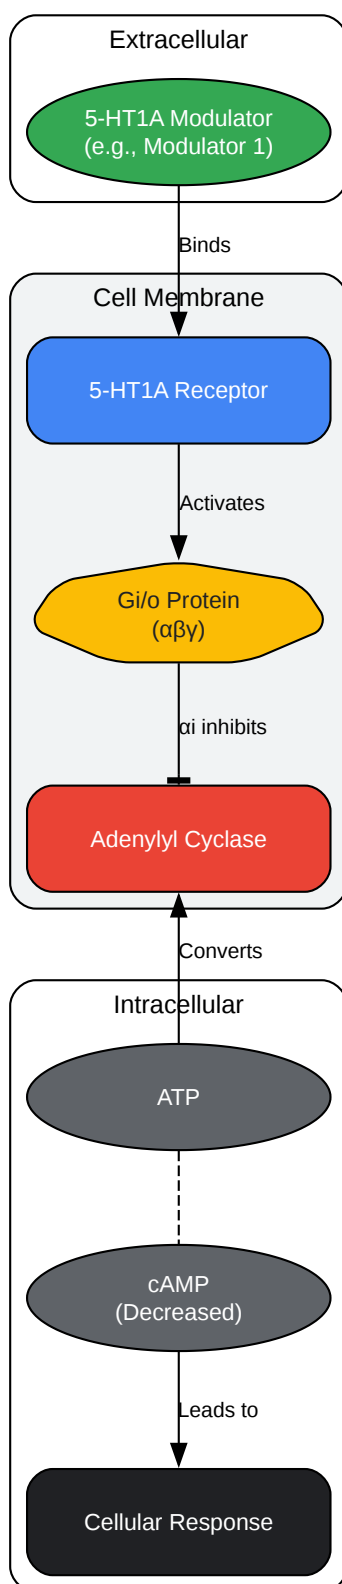 Extracellular
5-HT1A Modulator
(e.g., Modulator 1)
Binds
Cell Membrane
5-HT1A Receptor
Activates
Gi/o Protein
(αβγ)
αi inhibits
Adenylyl Cyclase
Converts
Intracellular
ATP
cAMP
(Decreased)
Leads to
Cellular Response